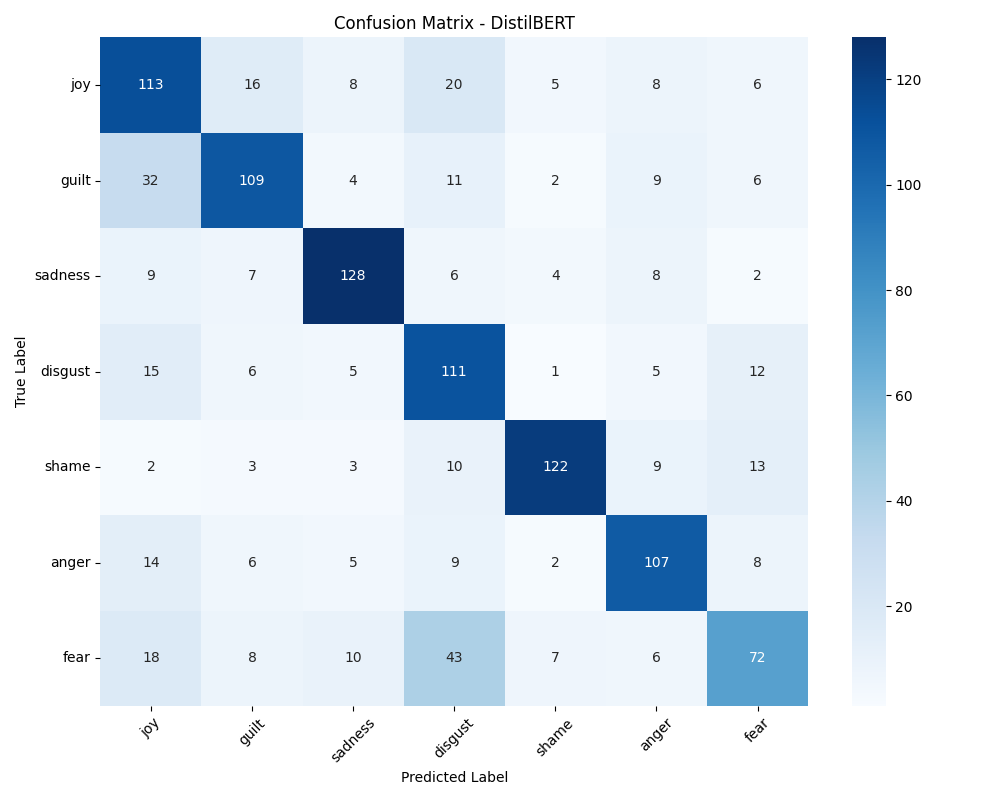 Confusion Matrix - DistilBERT
joy 113 16 8 20 5 8 6
guilt 32 109 4 11 2 9 6
sadness 9 7 128 6 4 8 2
disgust 15 6 5 111 1 5 12
shame 2 3 3 10 122 9 13
anger 14 6 5 9 2 107 8
fear 18 8 10 43 7 6 72
joy guilt sadness disgust shame anger fear
Predicted Label
True Label
120
100
80
60
40
20